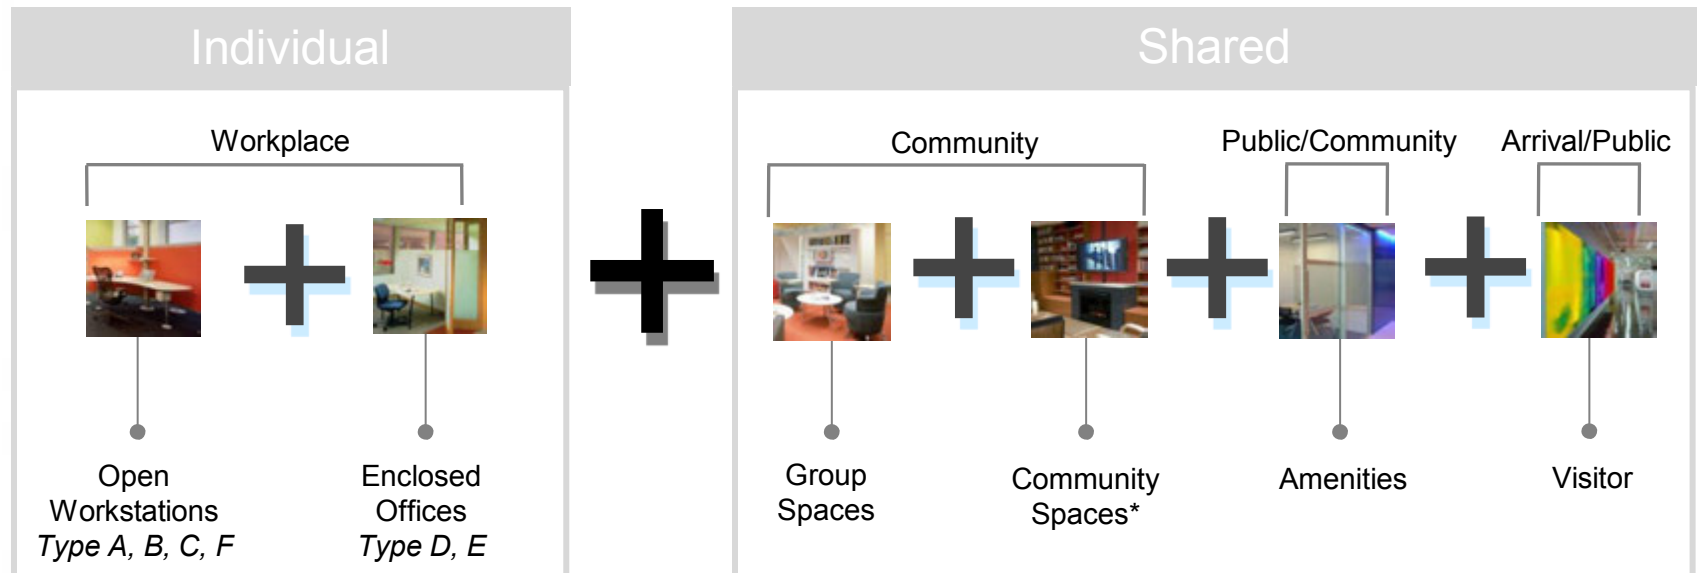 Individual
Shared
Workplace
Community
Public/Community
Arrival/Public
Open
Workstations
Type A, B, C, F
Enclosed
Offices
Type D, E
Group
Spaces
Community
Spaces*
Amenities
Visitor